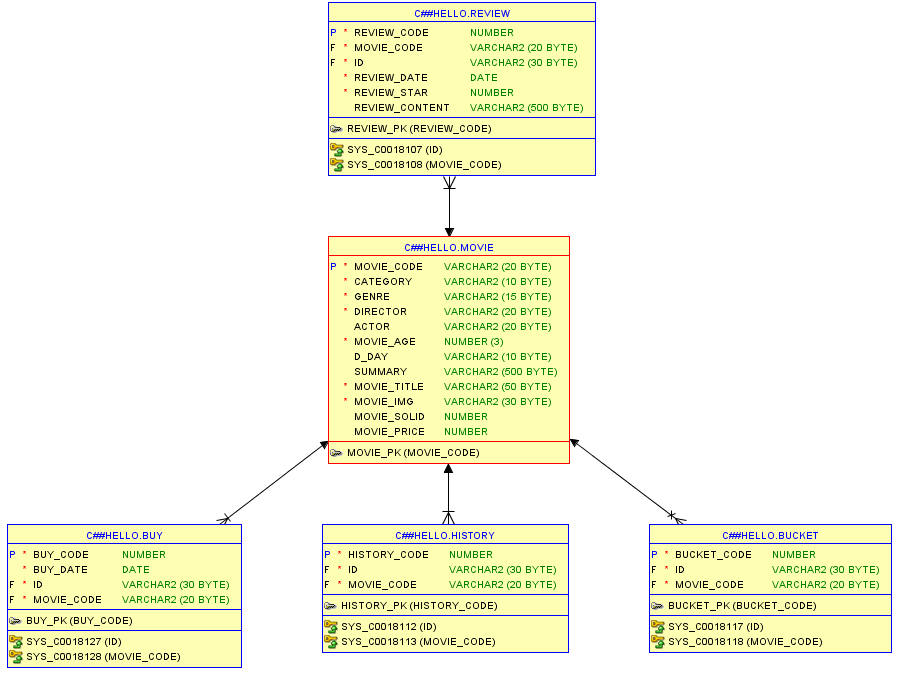 C##HELLO.REVIEW
P * REVIEW_CODE NUMBER
F * MOVIE_CODE VARCHAR2 (20 BYTE)
F * ID VARCHAR2 (30 BYTE)
* REVIEW_DATE DATE
* REVIEW_STAR NUMBER
REVIEW_CONTENT VARCHAR2 (500 BYTE)
REVIEW_PK (REVIEW_CODE)
SYS_C0018107 (ID)
SYS_C0018108 (MOVIE_CODE)
C##HELLO.MOVIE
P * MOVIE_CODE VARCHAR2 (20 BYTE)
* CATEGORY VARCHAR2 (10 BYTE)
* GENRE VARCHAR2 (15 BYTE)
* DIRECTOR VARCHAR2 (20 BYTE)
ACTOR VARCHAR2 (20 BYTE)
* MOVIE_AGE NUMBER (3)
D_DAY VARCHAR2 (10 BYTE)
SUMMARY VARCHAR2 (500 BYTE)
* MOVIE_TITLE VARCHAR2 (50 BYTE)
* MOVIE_IMG VARCHAR2 (30 BYTE)
MOVIE_SOLID NUMBER
MOVIE_PRICE NUMBER
MOVIE_PK (MOVIE_CODE)
C##HELLO.BUY
P * BUY_CODE NUMBER
* BUY_DATE DATE
F * ID VARCHAR2 (30 BYTE)
F * MOVIE_CODE VARCHAR2 (20 BYTE)
BUY_PK (BUY_CODE)
SYS_C0018127 (ID)
SYS_C0018128 (MOVIE_CODE)
C##HELLO.HISTORY
P * HISTORY_CODE NUMBER
F * ID VARCHAR2 (30 BYTE)
F * MOVIE_CODE VARCHAR2 (20 BYTE)
HISTORY_PK (HISTORY_CODE)
SYS_C0018112 (ID)
SYS_C0018113 (MOVIE_CODE)
C##HELLO.BUCKET
P * BUCKET_CODE NUMBER
F * ID VARCHAR2 (30 BYTE)
F * MOVIE_CODE VARCHAR2 (20 BYTE)
BUCKET_PK (BUCKET_CODE)
SYS_C0018117 (ID)
SYS_C0018118 (MOVIE_CODE)